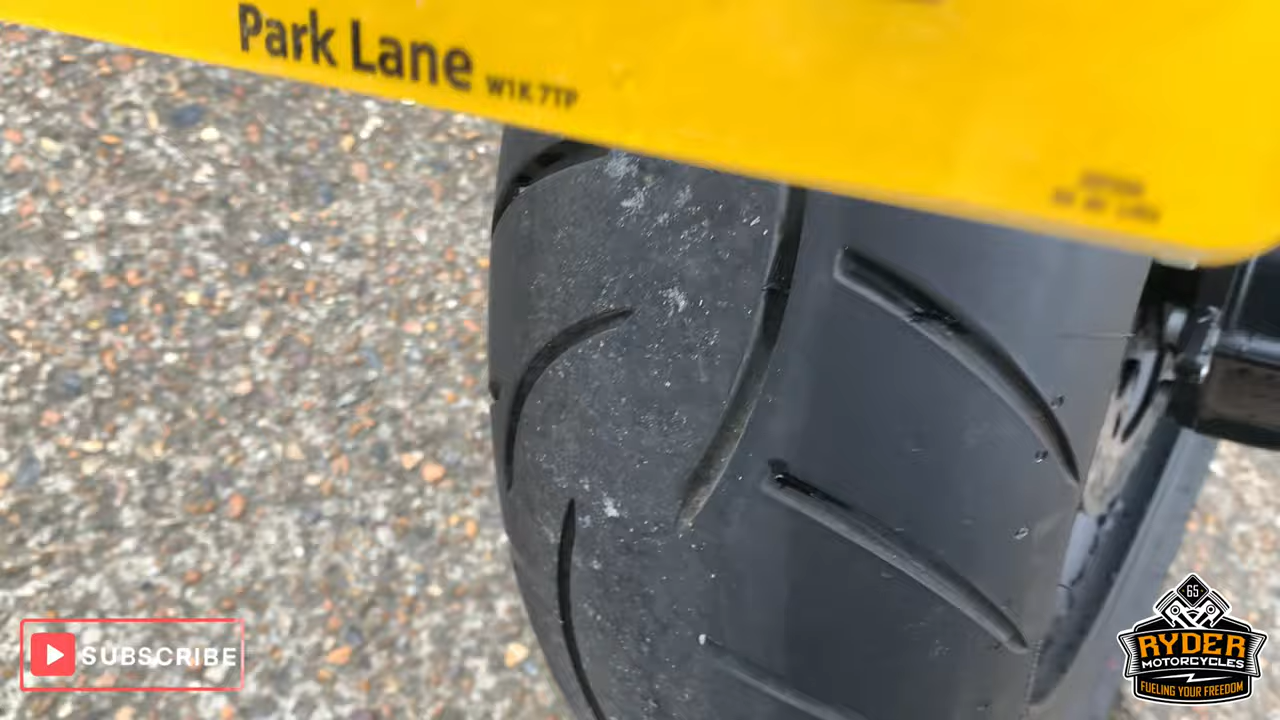 Park Lane W1K 7TP
SUBSCRIBE
65
RYDER
MOTORCYCLES
FUELING YOUR FREEDOM